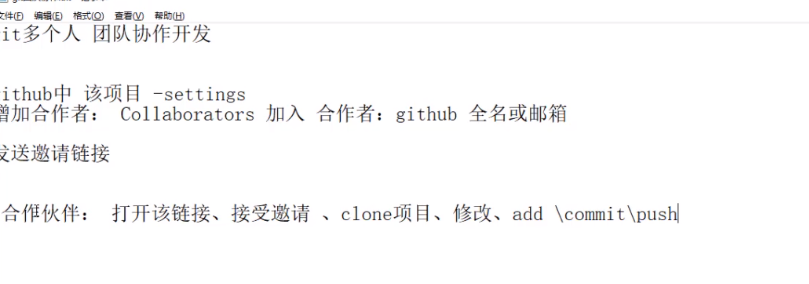 文件(F) 编辑(E) 格式(O) 查看(V) 帮助(H)
it多个人 团队协作开发
github中 该项目 -settings
增加合作者： Collaborators 加入 合作者：github 全名或邮箱
发送邀请链接
合作伙伴： 打开该链接、接受邀请 、clone项目、修改、add \commit\push